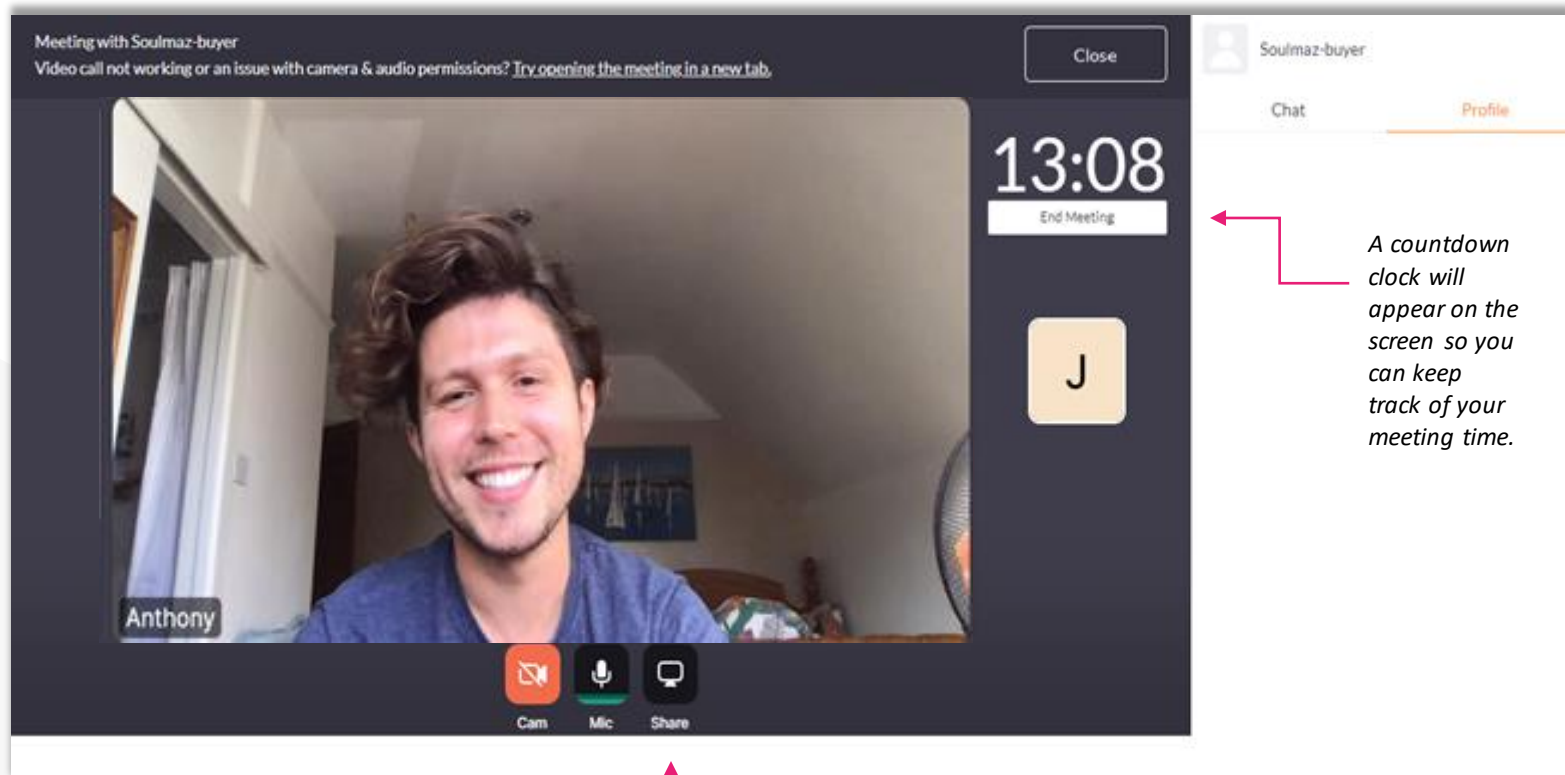 Meeting with Soulmaz-buyer
Video call not working or an issue with camera & audio permissions? Try opening the meeting in a new tab.
Close
Soulmaz-buyer
Chat
Profile
13:08
End Meeting
A countdown
clock will
appear on the
screen so you
can keep
track of your
meeting time.
J
Anthony
Cam
Mic
Share